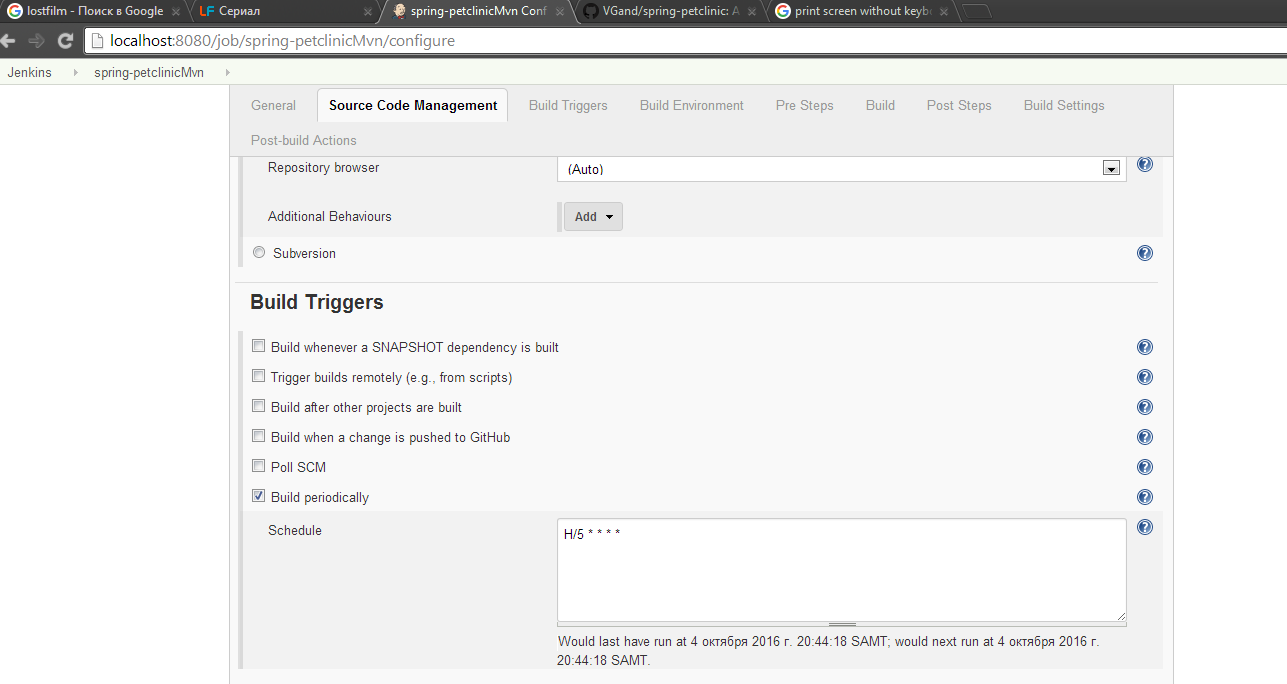 lostfilm - Поиск в Google
LF Сериал
spring-petclinicMvn Conf
VGand/spring-petclinic: A
print screen without keybo
localhost:8080/job/spring-petclinicMvn/configure
Jenkins spring-petclinicMvn
General Source Code Management Build Triggers Build Environment Pre Steps Build Post Steps Build Settings
Post-build Actions
Repository browser (Auto)
Additional Behaviours Add
Subversion
Build Triggers
Build whenever a SNAPSHOT dependency is built
Trigger builds remotely (e.g., from scripts)
Build after other projects are built
Build when a change is pushed to GitHub
Poll SCM
Build periodically
Schedule H/5 * * * *
Would last have run at 4 октября 2016 г. 20:44:18 SAMT; would next run at 4 октября 2016 г.
20:44:18 SAMT.